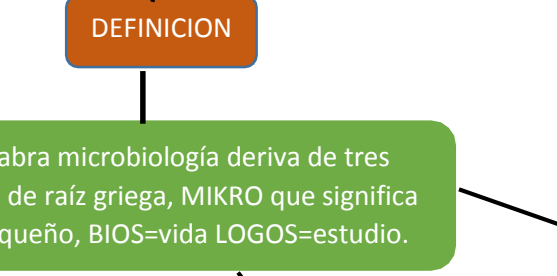 DEFINICION
abra microbiología deriva de tres
de raíz griega, MIKRO que significa
queño, BIOS=vida LOGOS=estudio.